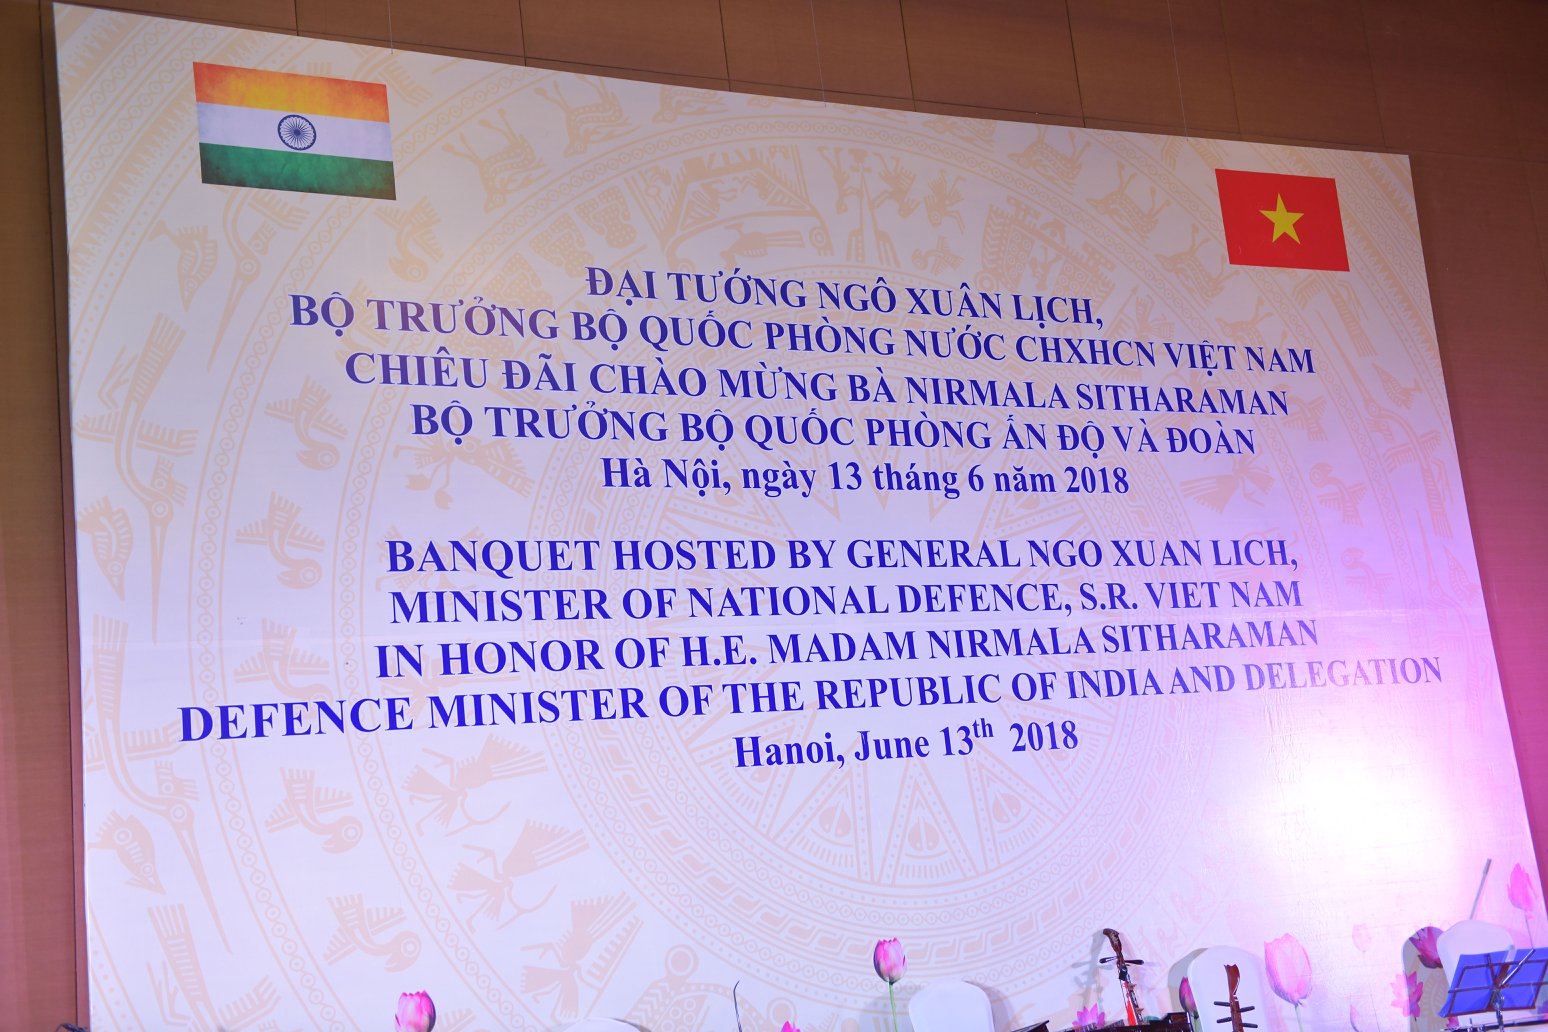 ĐẠI TƯỚNG NGÔ XUÂN LỊCH,
BỘ TRƯỞNG BỘ QUỐC PHÒNG NƯỚC CHXHCN VIỆT NAM
CHIÊU ĐÃI CHÀO MỪNG BÀ NIRMALA SITHARAMAN
BỘ TRƯỞNG BỘ QUỐC PHÒNG ẤN ĐỘ VÀ ĐOÀN
Hà Nội, ngày 13 tháng 6 năm 2018
BANQUET HOSTED BY GENERAL NGO XUAN LICH,
MINISTER OF NATIONAL DEFENCE, S.R. VIET NAM
IN HONOR OF H.E. MADAM NIRMALA SITHARAMAN
DEFENCE MINISTER OF THE REPUBLIC OF INDIA AND DELEGATION
Hanoi, June 13th 2018